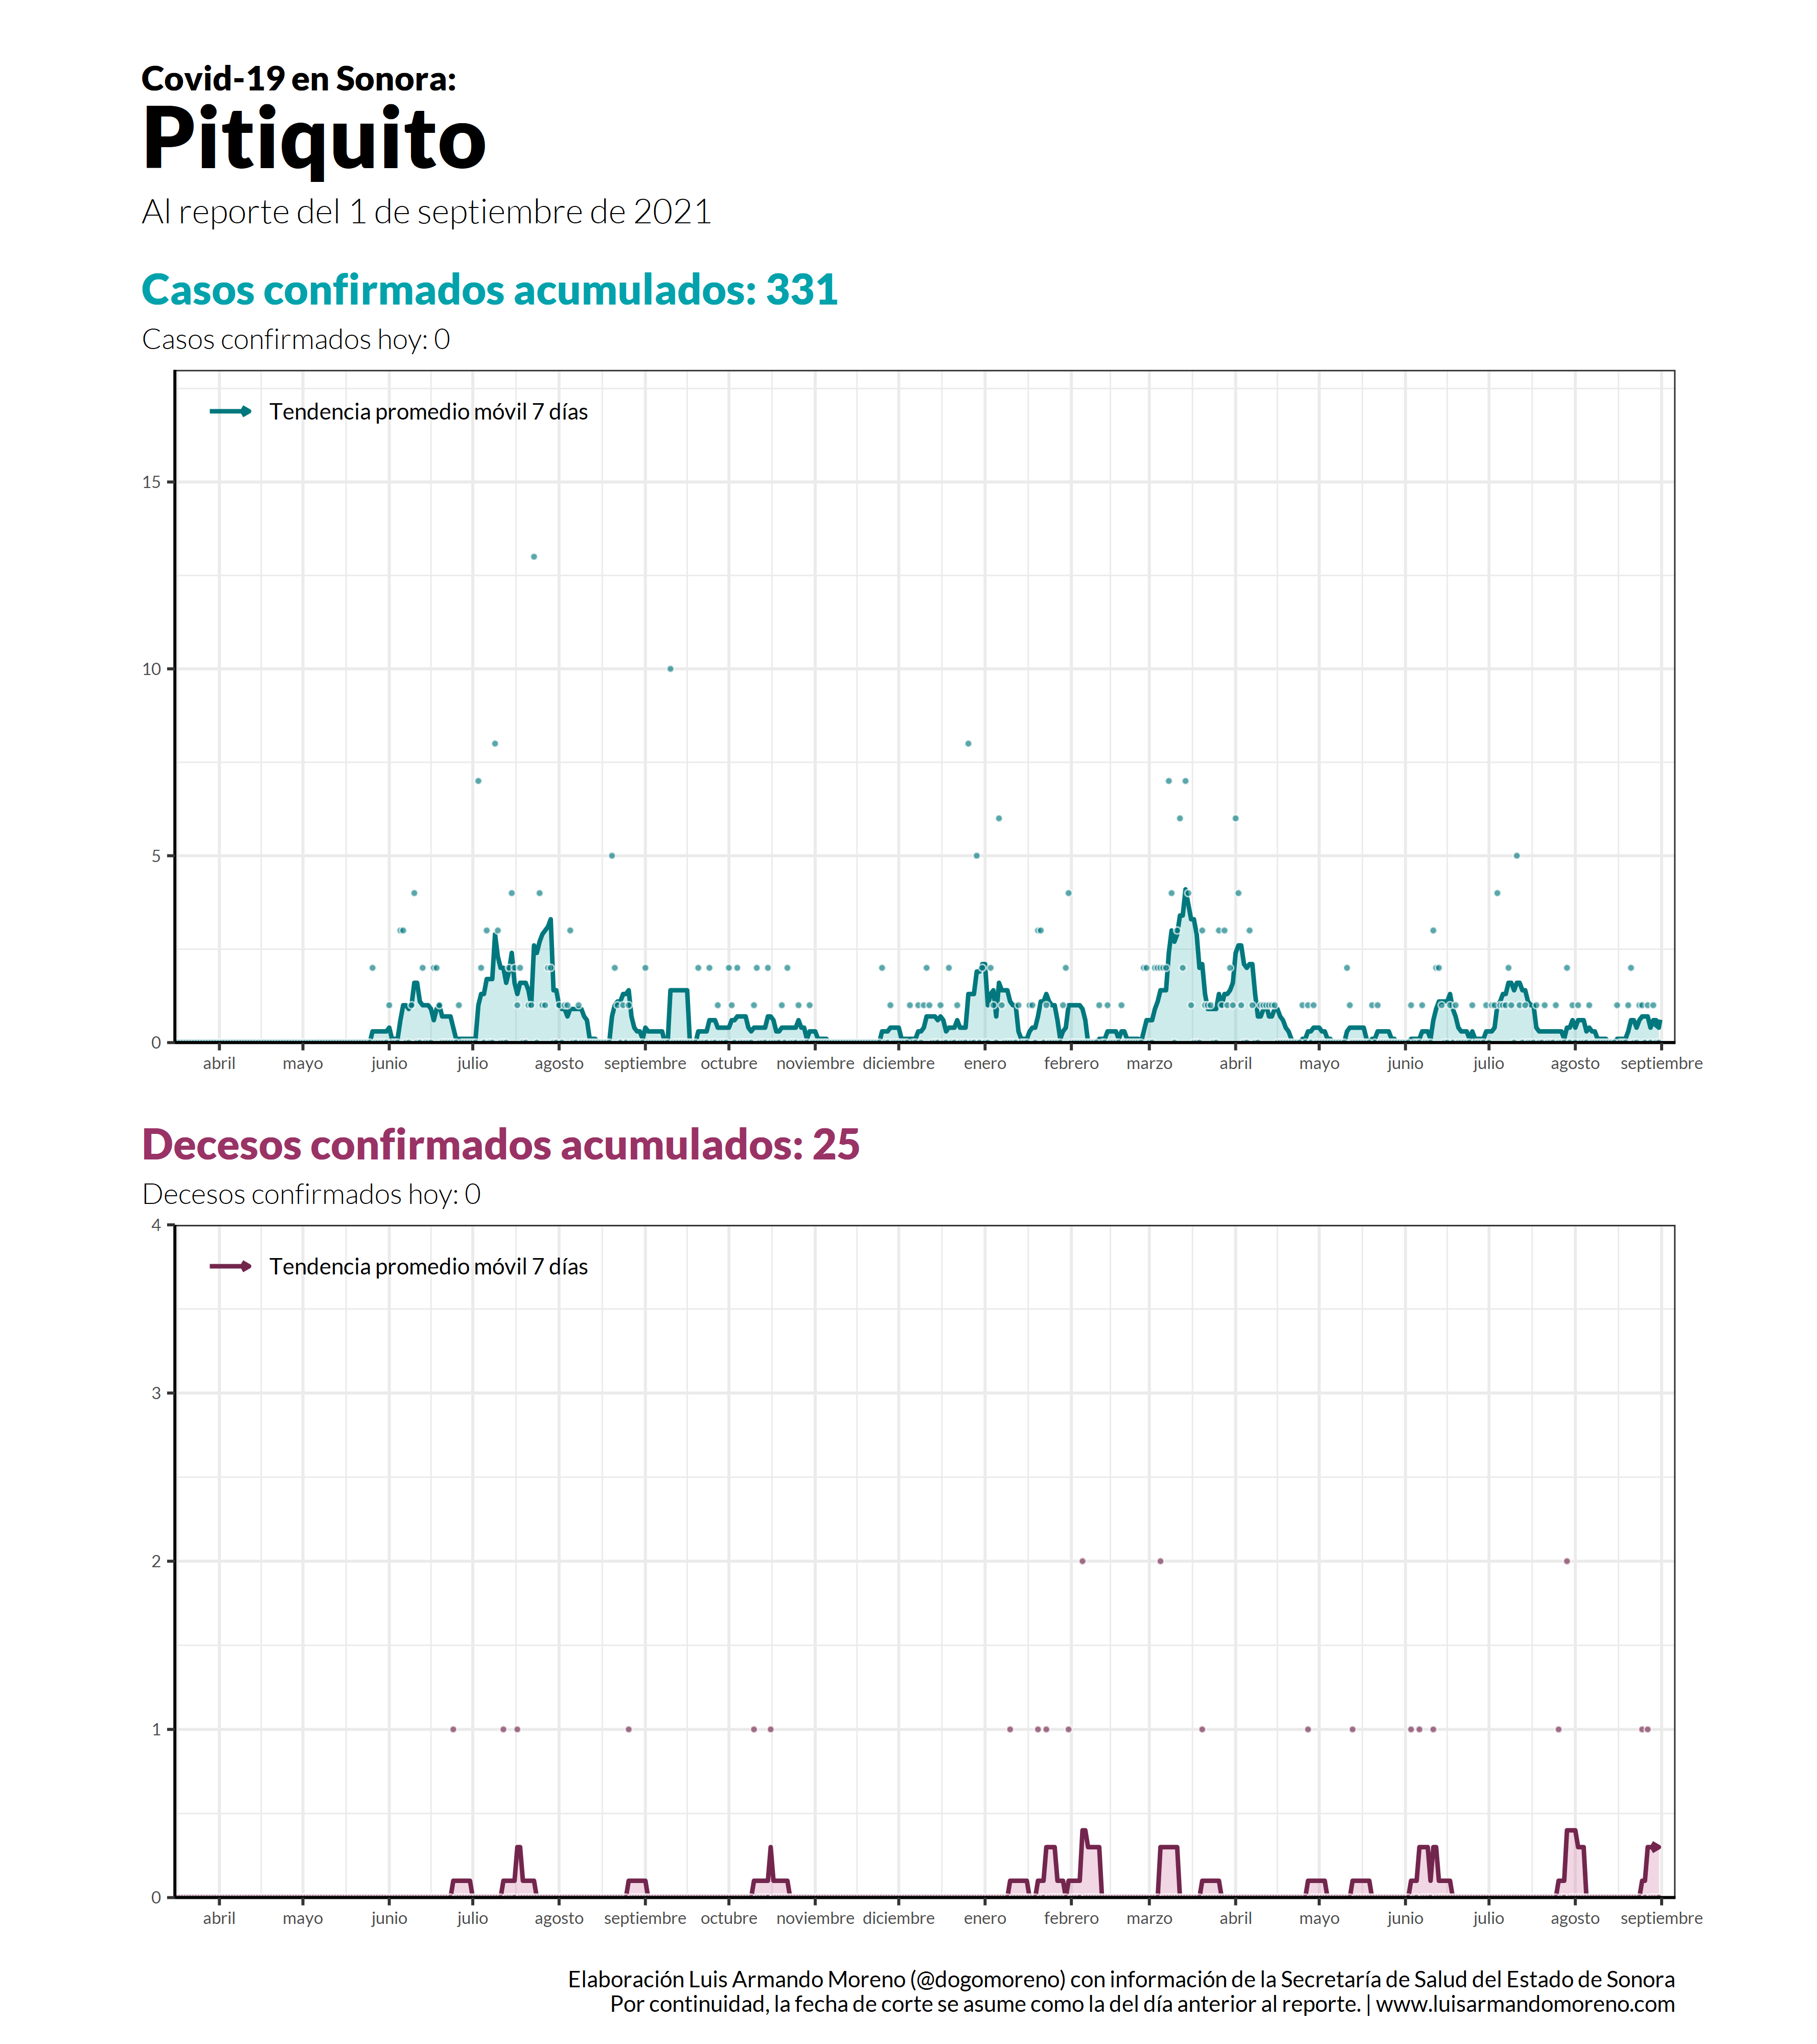 Covid-19 en Sonora:
Pitiquito
Al reporte del 1 de septiembre de 2021
Casos confirmados acumulados: 331
Casos confirmados hoy: 0
Tendencia promedio móvil 7 días
15
10
5
0
abril mayo junio julio agosto septiembre octubre noviembre diciembre enero febrero marzo abril mayo junio julio agosto septiembre
Decesos confirmados acumulados: 25
Decesos confirmados hoy: 0
4
Tendencia promedio móvil 7 días
3
2
1
0
abril mayo junio julio agosto septiembre octubre noviembre diciembre enero febrero marzo abril mayo junio julio agosto septiembre
Elaboración Luis Armando Moreno (@dogomoreno) con información de la Secretaría de Salud del Estado de Sonora
Por continuidad, la fecha de corte se asume como la del día anterior al reporte. | www.luisarmandomoreno.com